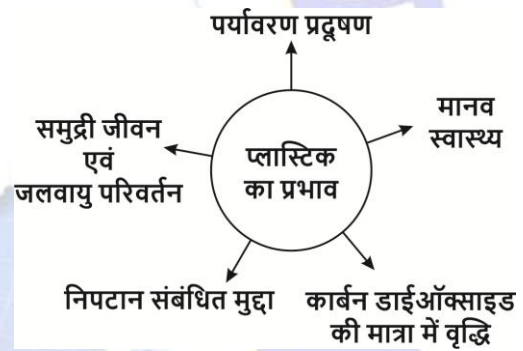 पर्यावरण प्रदूषण
मानव
स्वास्थ्य
समुद्री जीवन
एवं
जलवायु परिवर्तन
प्लास्टिक
का प्रभाव
निपटान संबंधित मुद्दा
कार्बन डाईऑक्साइड
की मात्रा में वृद्धि